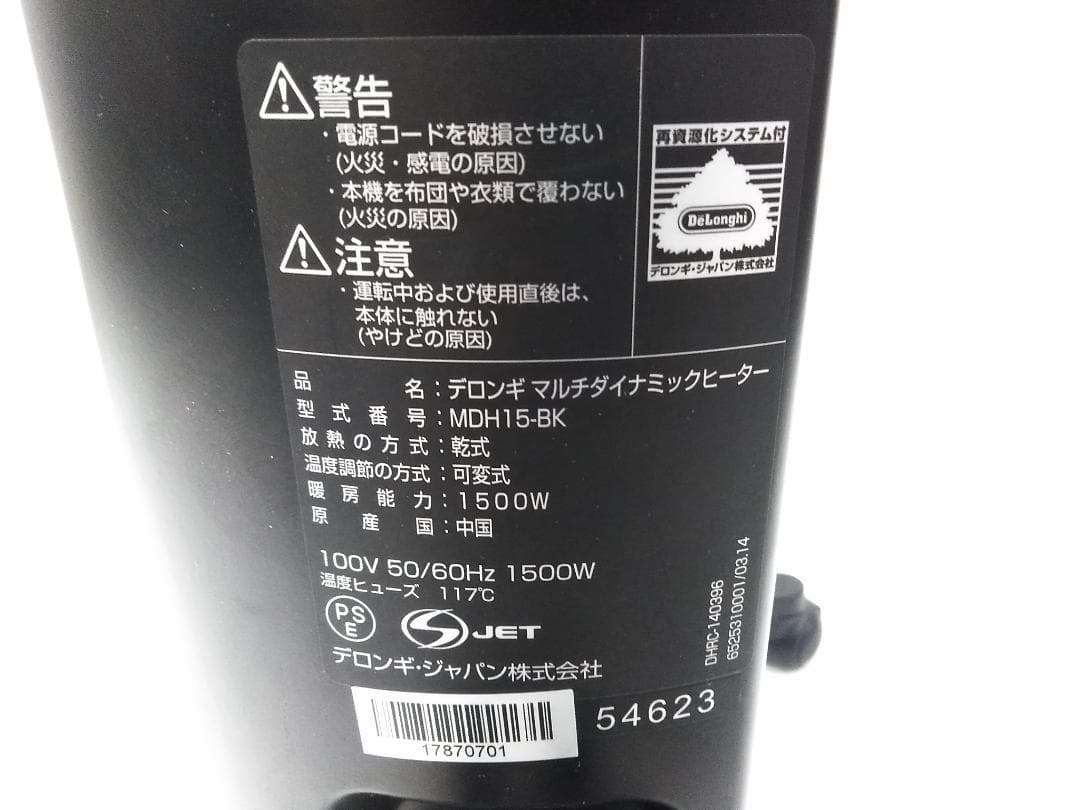 警告
・電源コードを破損させない
(火災・感電の原因)
・本機を布団や衣類で覆わない
(火災の原因)
注意
・運転中および使用直後は、
本体に触れない
(やけどの原因)
再資源化システム付
DeLonghi
デロンギ・ジャパン株式会社
品名：デロンギ マルチダイナミックヒーター
型式番号：MDH15-BK
放熱の方式：乾式
温度調節の方式：可変式
暖房能力：1500W
原産国：中国
100V 50/60Hz 1500W
温度ヒューズ 117℃
PSE
JET
デロンギ・ジャパン株式会社
DHRC-140396
6525310001/03.14
17870701
54623